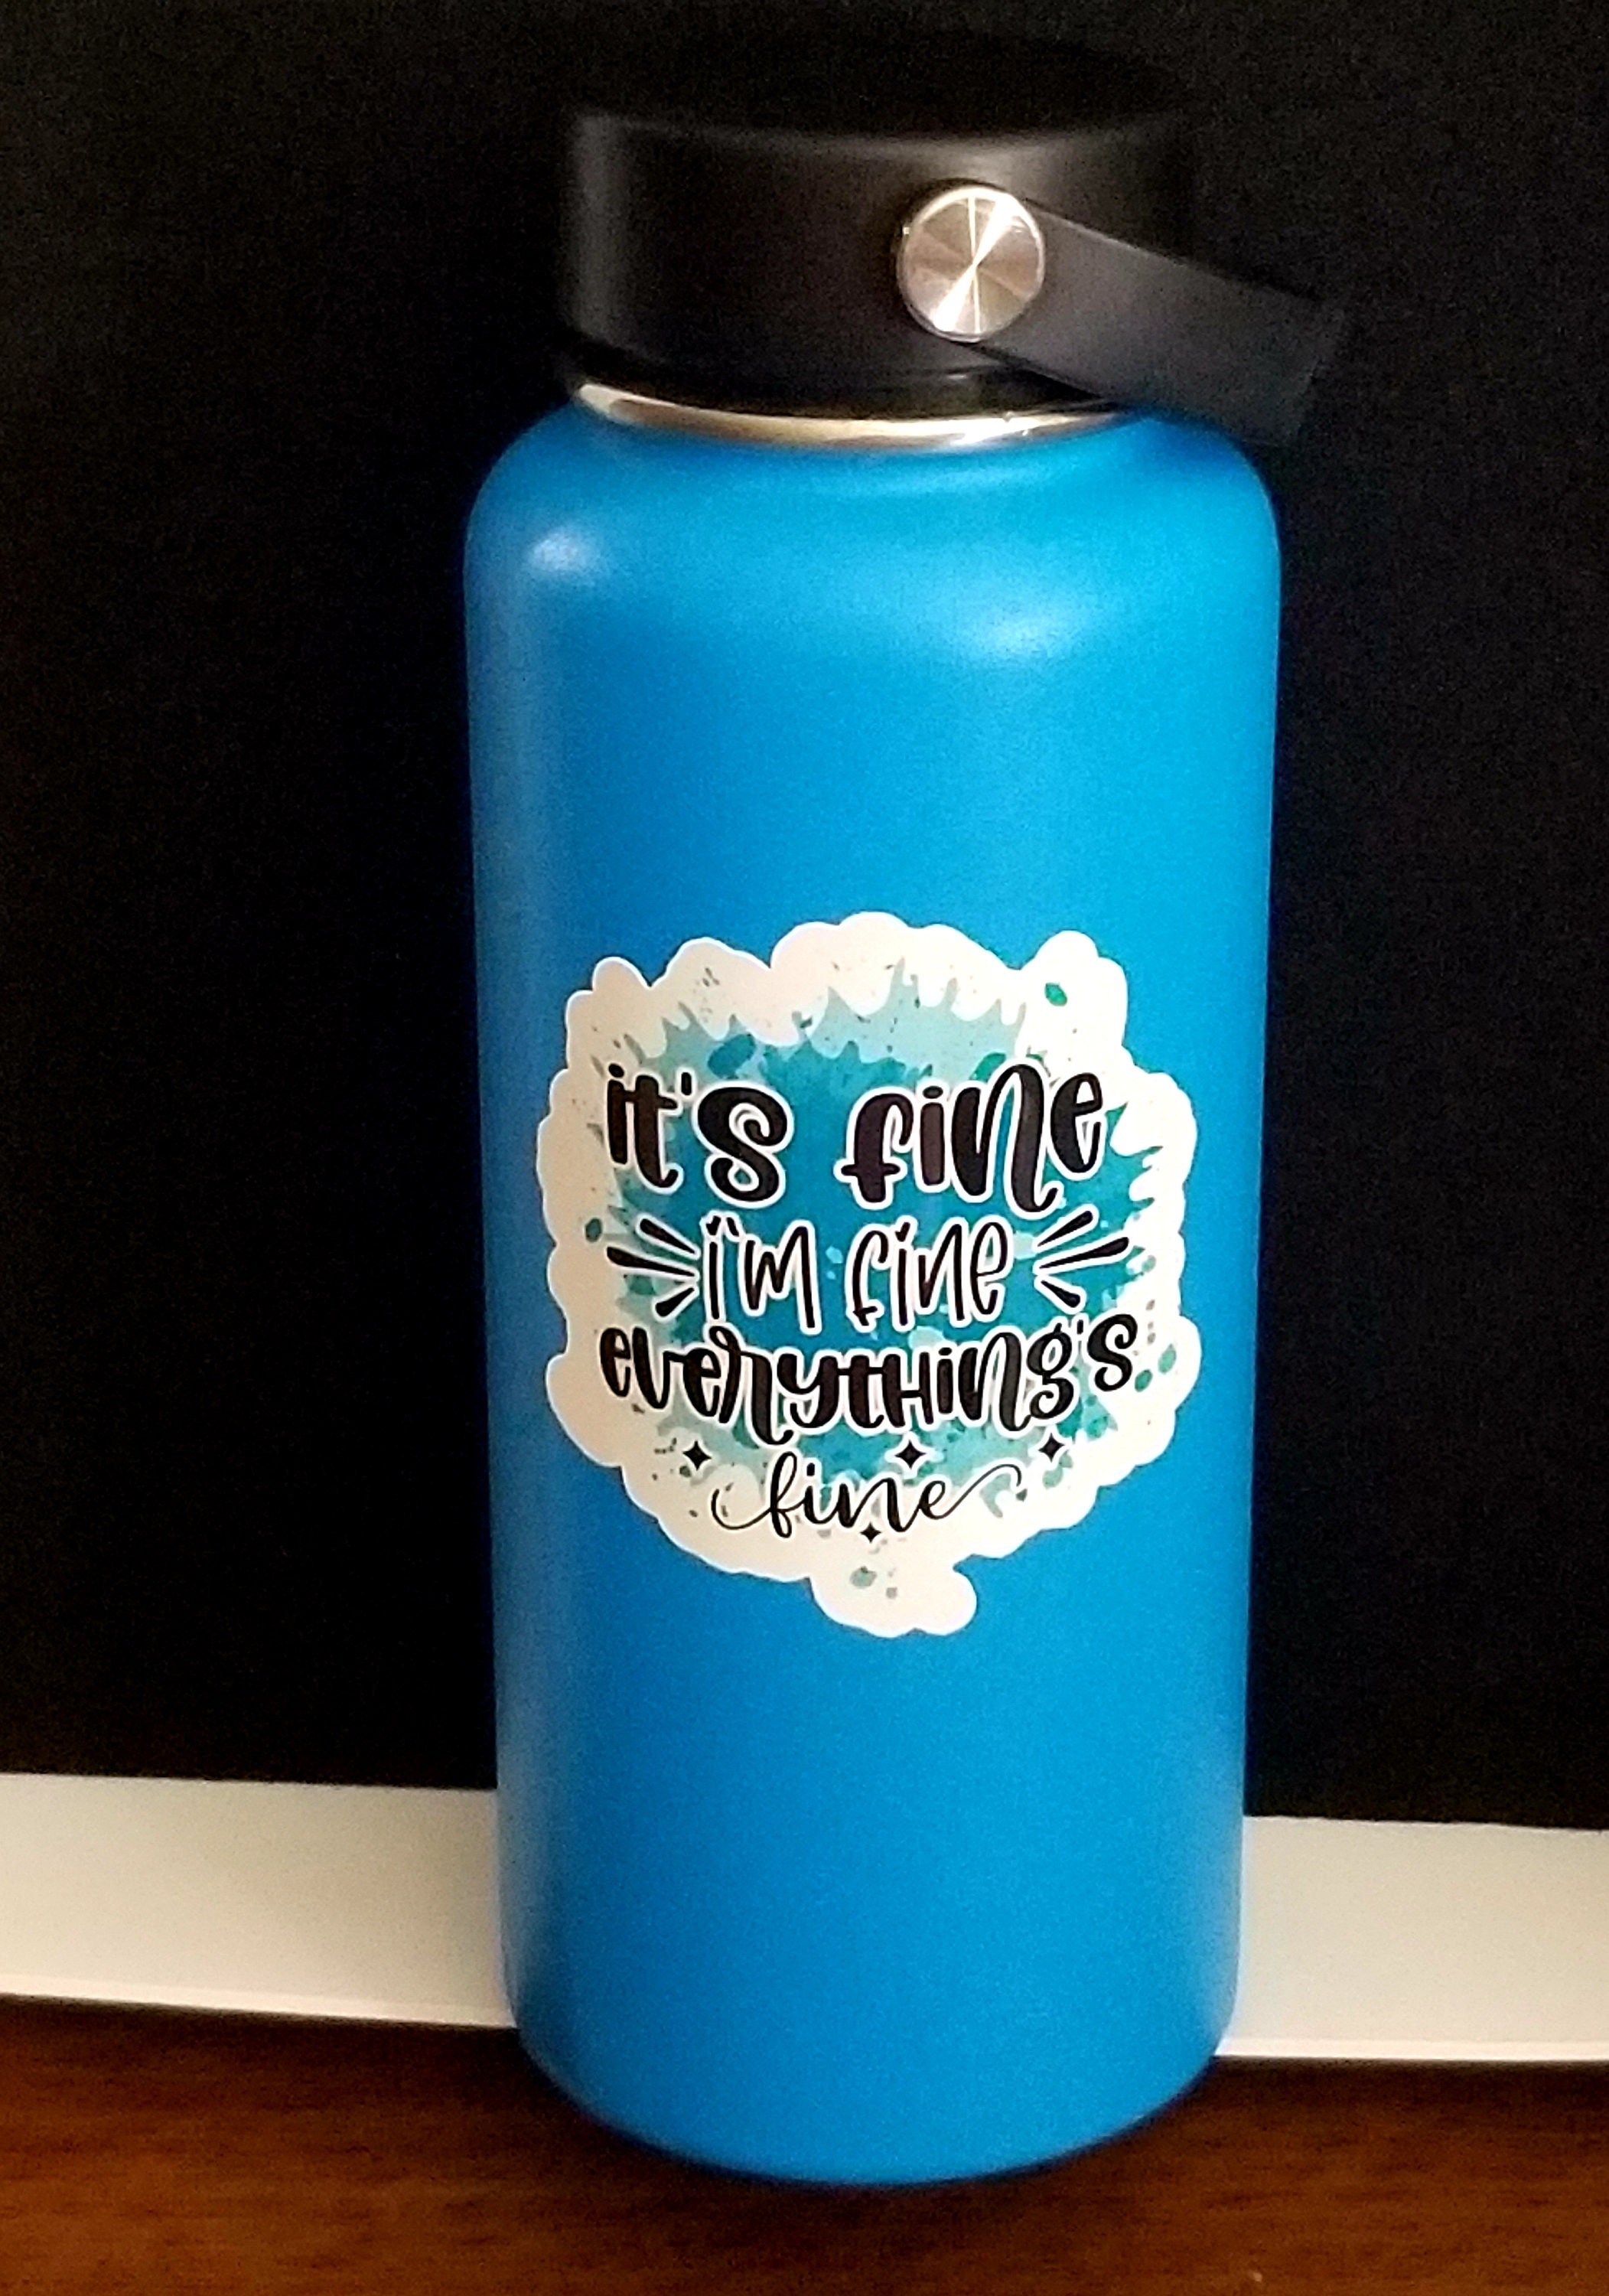 it's fine
i'm fine
everything's
fine